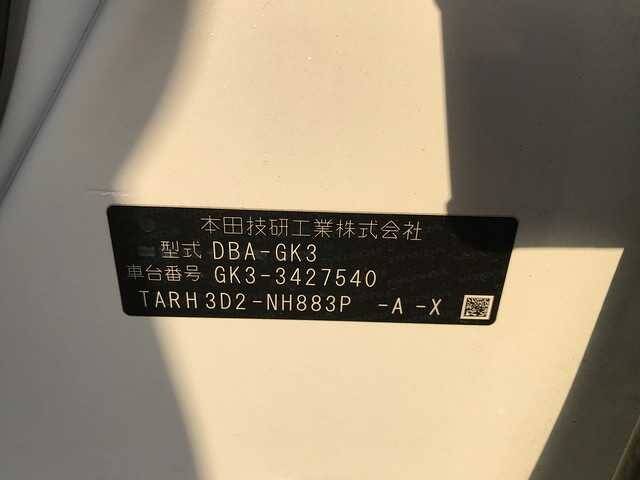 本田技研工業株式会社
型式 DBA-GK3
車台番号 GK3-3427540
TARH3D2-NH883P -A -X